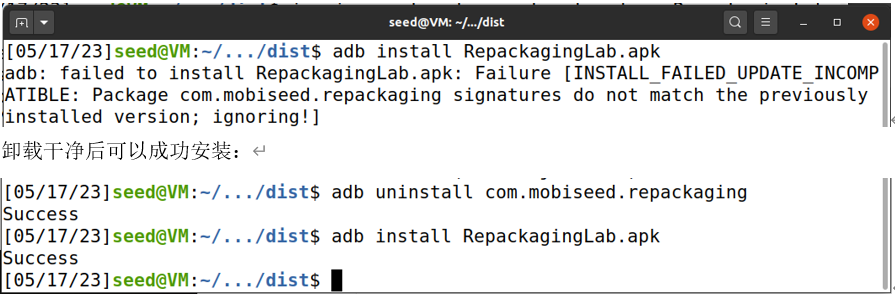 seed@VM: ~/.../dist
[05/17/23]seed@VM:~/.../dist$ adb install RepackagingLab.apk
adb: failed to install RepackagingLab.apk: Failure [INSTALL_FAILED_UPDATE_INCOMP
ATIBLE: Package com.mobiseed.repackaging signatures do not match the previously
installed version; ignoring!]
卸载干净后可以成功安装：
[05/17/23]seed@VM:~/.../dist$ adb uninstall com.mobiseed.repackaging
Success
[05/17/23]seed@VM:~/.../dist$ adb install RepackagingLab.apk
Success
[05/17/23]seed@VM:~/.../dist$